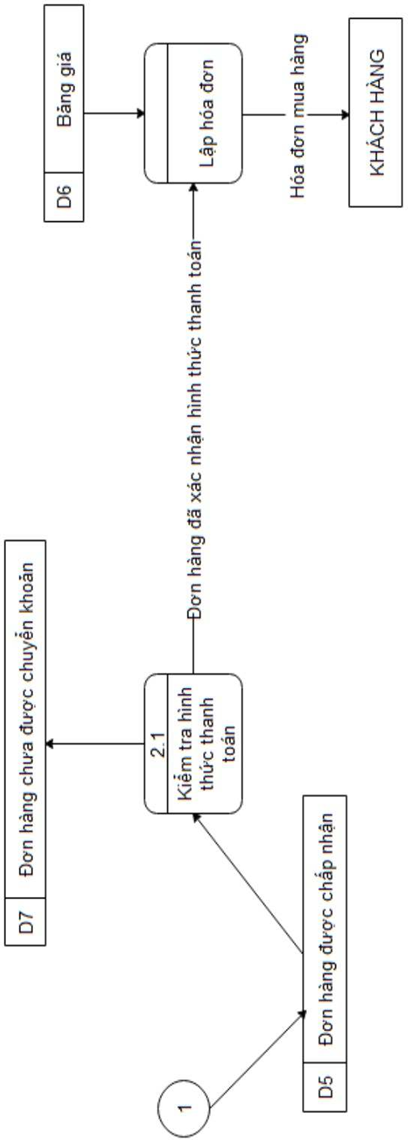 1
D5 Đơn hàng được chấp nhận
D7 Đơn hàng chưa được chuyển khoản
2.1
Kiểm tra hình
thức thanh
toán
Đơn hàng đã xác nhận hình thức thanh toán
D6 Bảng giá
Lập hóa đơn
Hóa đơn mua hàng
KHÁCH HÀNG